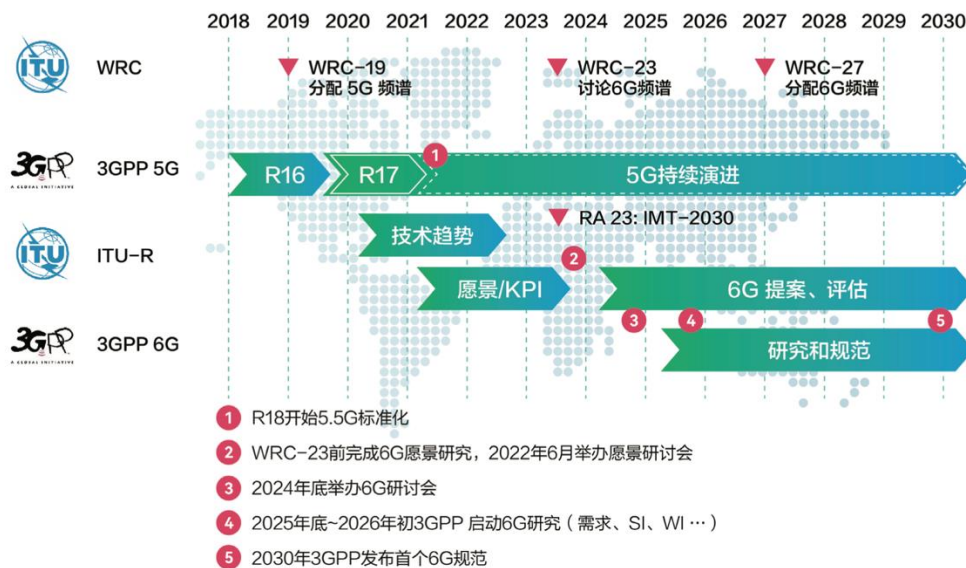 2018 2019 2020 2021 2022 2023 2024 2025 2026 2027 2028 2029 2030
ITU
WRC
WRC-19
分配 5G 频谱
WRC-23
讨论6G频谱
WRC-27
分配6G频谱
3GPP
A GLOBAL INITIATIVE
3GPP 5G
R16
R17
1
5G持续演进
ITU
ITU-R
技术趋势
RA 23: IMT-2030
2
愿景/KPI
6G 提案、评估
3
4
5
3GPP
A GLOBAL INITIATIVE
3GPP 6G
研究和规范
1 R18开始5.5G标准化
2 WRC-23前完成6G愿景研究，2022年6月举办愿景研讨会
3 2024年底举办6G研讨会
4 2025年底~2026年初3GPP 启动6G研究（需求、SI、WI …）
5 2030年3GPP发布首个6G规范